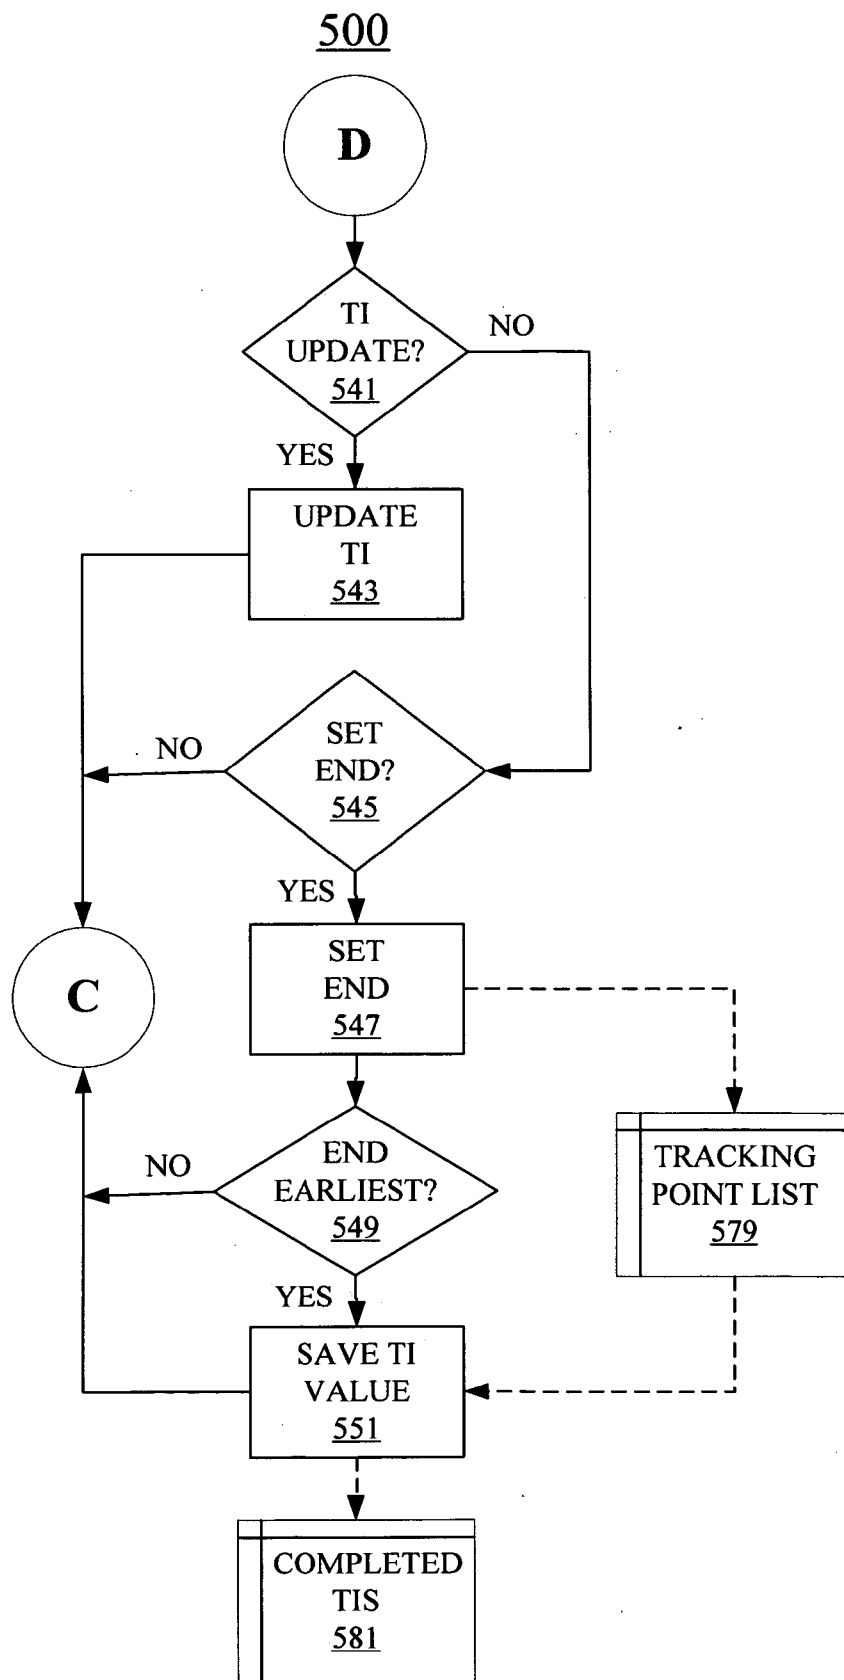 500
D
TI
UPDATE?
541
NO
YES
UPDATE
TI
543
SET
END?
545
NO
YES
SET
END
547
C
END
EARLIEST?
549
NO
TRACKING
POINT LIST
579
YES
SAVE TI
VALUE
551
COMPLETED
TIS
581